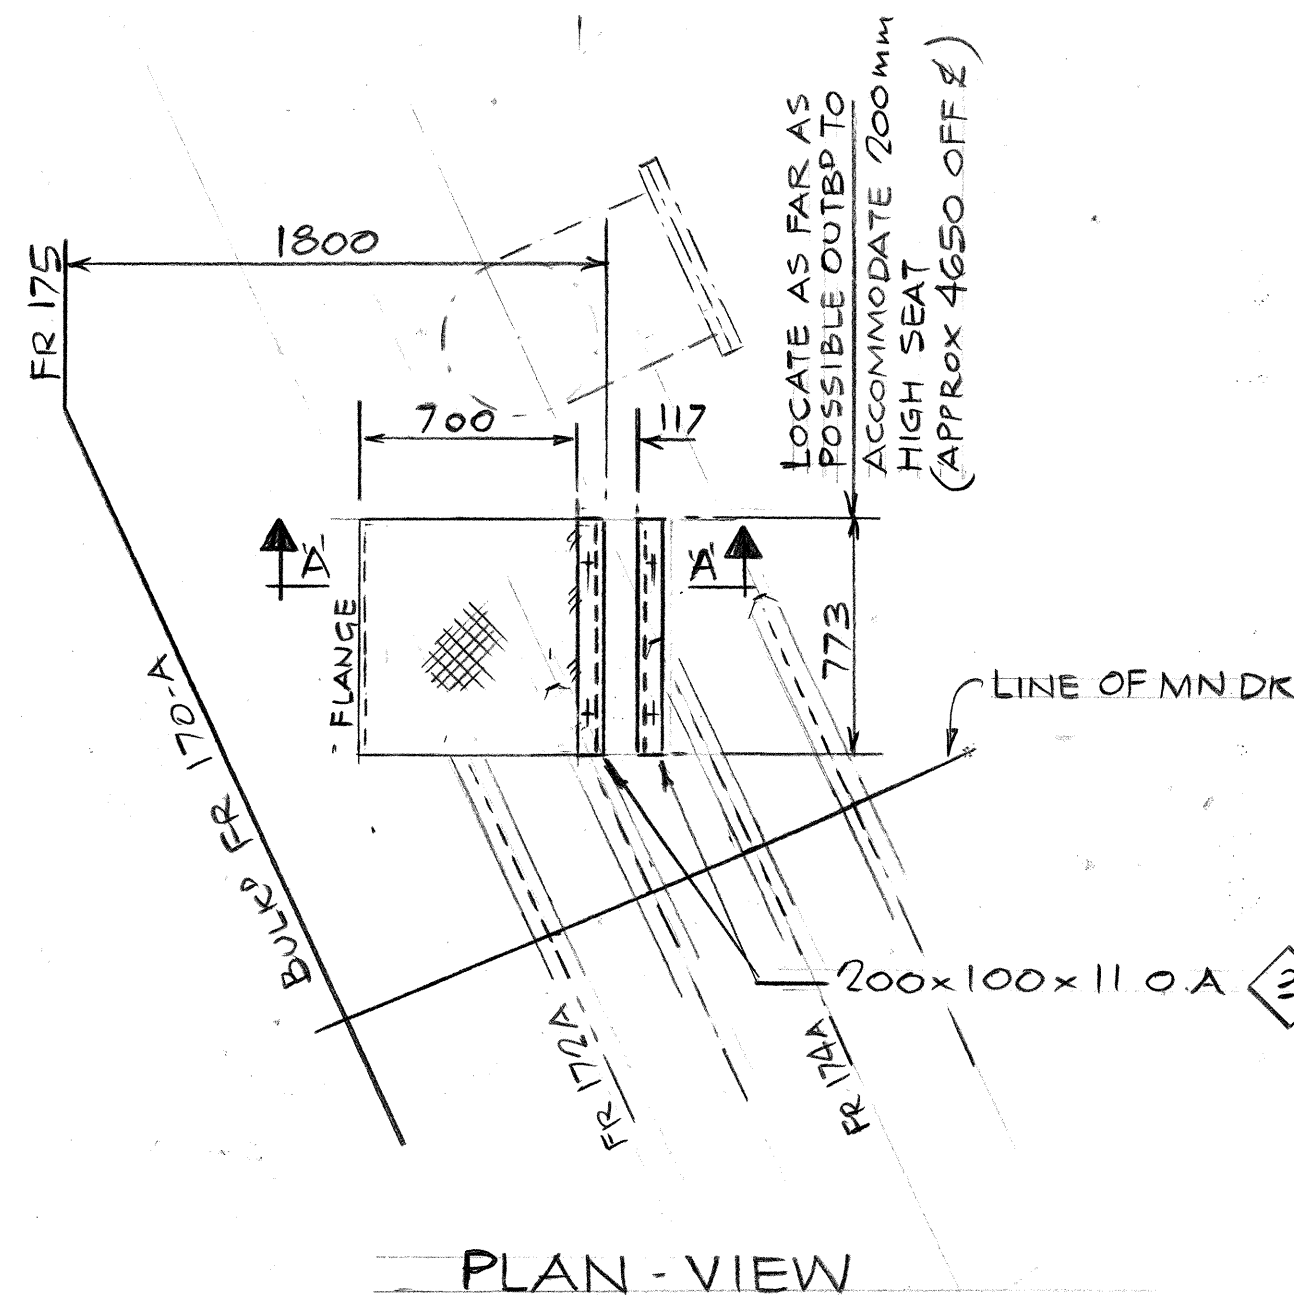 LOCATE AS FAR AS
POSSIBLE OUTBD TO
ACCOMMODATE 200mm
HIGH SEAT
(APPROX 4650 OFF ℄)
1800
FR 175
700
117
'A'
'A'
FLANGE
773
LINE OF MN DK
BULKD FR 170-A
200x100x11 O.A
FR 172A
FR 174A
PLAN - VIEW